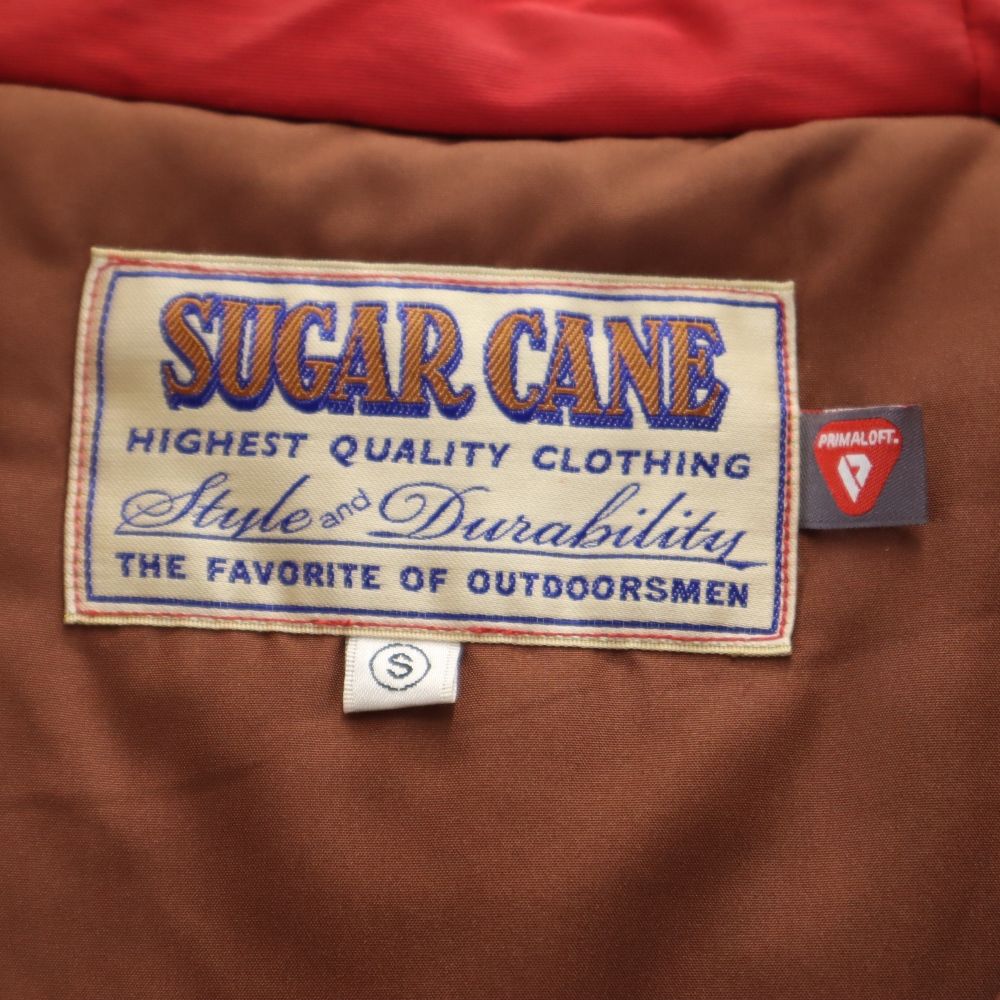 SUGAR CANE
HIGHEST QUALITY CLOTHING
Style and Durability
THE FAVORITE OF OUTDOORSMEN
PRIMALOFT.
S